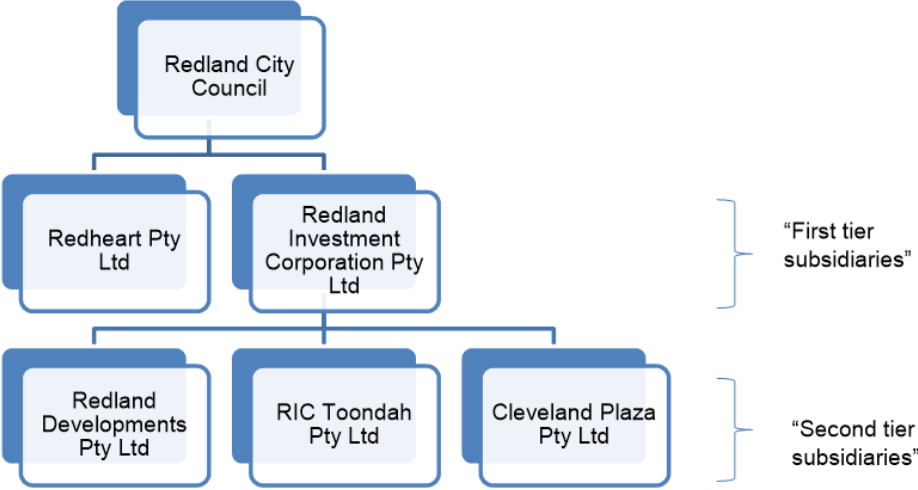 Redland City
Council
Redheart Pty
Ltd
Redland
Investment
Corporation Pty
Ltd
“First tier
subsidiaries”
Redland
Developments
Pty Ltd
RIC Toondah
Pty Ltd
Cleveland Plaza
Pty Ltd
“Second tier
subsidiaries”